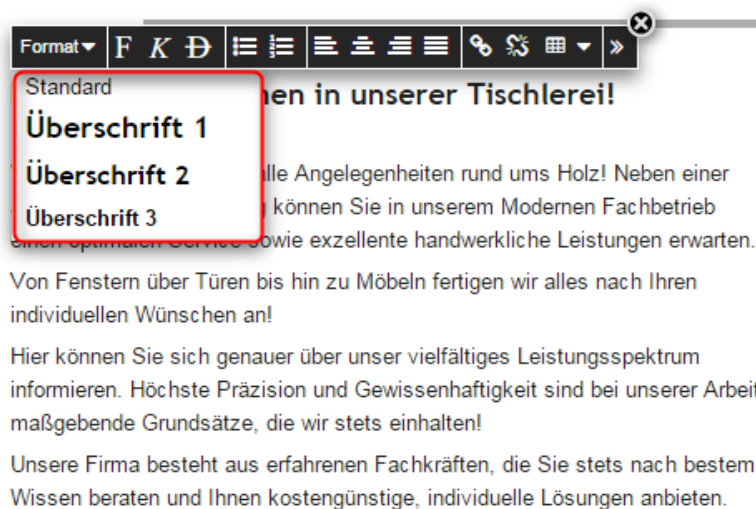 Format F K D »
Standard
Überschrift 1
Überschrift 2
Überschrift 3
in unserer Tischlerei!
Angelegenheiten rund ums Holz! Neben einer
können Sie in unserem Modernen Fachbetrieb
sowie exzellente handwerkliche Leistungen erwarten.
Von Fenstern über Türen bis hin zu Möbeln fertigen wir alles nach Ihren
individuellen Wünschen an!
Hier können Sie sich genauer über unser vielfältiges Leistungsspektrum
informieren. Höchste Präzision und Gewissenhaftigkeit sind bei unserer Arbeit
maßgebende Grundsätze, die wir stets einhalten!
Unsere Firma besteht aus erfahrenen Fachkräften, die Sie stets nach bestem
Wissen beraten und Ihnen kostengünstige, individuelle Lösungen anbieten.